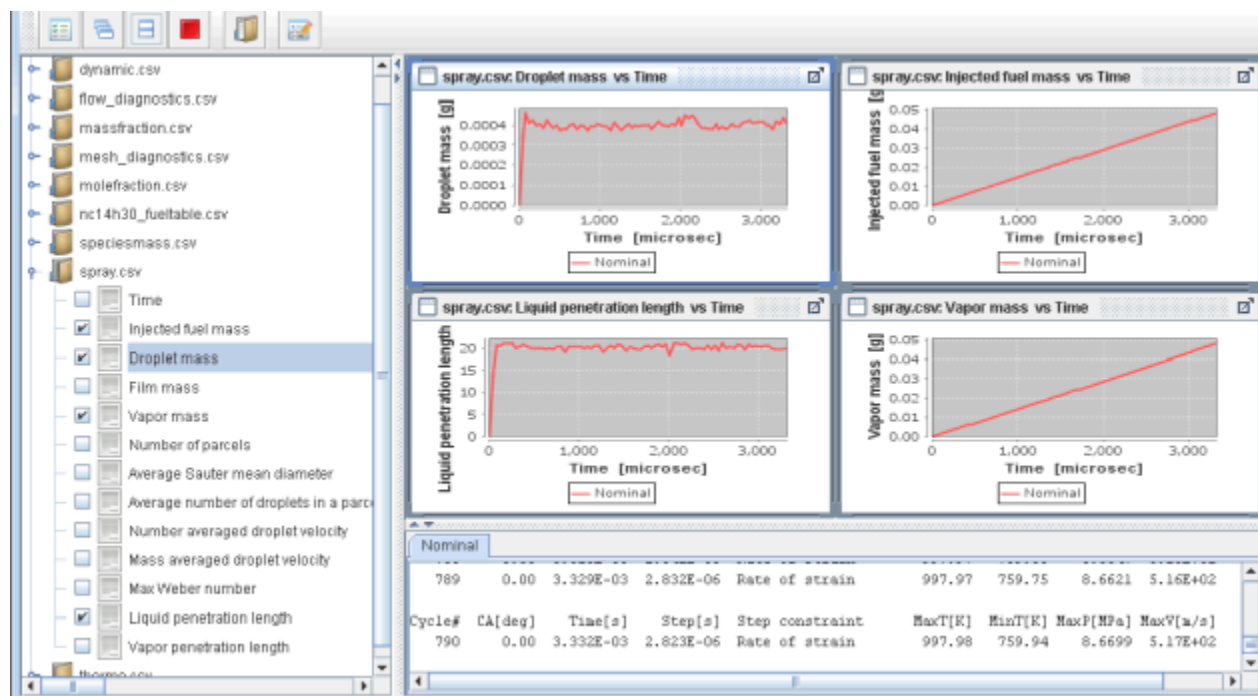 dynamic.csv
flow_diagnostics.csv
massfraction.csv
mesh_diagnostics.csv
molefraction.csv
nc14h30_fueltable.csv
speciesmass.csv
spray.csv
Time
Injected fuel mass
Droplet mass
Film mass
Vapor mass
Number of parcels
Average Sauter mean diameter
Average number of droplets in a parce
Number averaged droplet velocity
Mass averaged droplet velocity
Max Weber number
Liquid penetration length
Vapor penetration length
thermo.csv
spray.csv: Droplet mass vs Time
Droplet mass [g]
0.0004
0.0003
0.0002
0.0001
0.0000
0 1,000 2,000 3,000
Time [microsec]
Nominal
spray.csv: Injected fuel mass vs Time
Injected fuel mass [g
0.05
0.04
0.03
0.02
0.01
0.00
0 1,000 2,000 3,000
Time [microsec]
Nominal
spray.csv: Liquid penetration length vs Time
Liquid penetration length
20
15
10
5
0
0 1,000 2,000 3,000
Time [microsec]
Nominal
spray.csv: Vapor mass vs Time
Vapor mass [g]
0.05
0.04
0.03
0.02
0.01
0.00
0 1,000 2,000 3,000
Time [microsec]
Nominal
Nominal
789 0.00 3.329E-03 2.832E-06 Rate of strain 997.97 759.75 8.6621 5.16E+02
Cycle# CA[deg] Time[s] Step[s] Step constraint MaxT[K] MinT[K] MaxP[MPa] MaxV[m/s]
790 0.00 3.332E-03 2.823E-06 Rate of strain 997.98 759.94 8.6699 5.17E+02